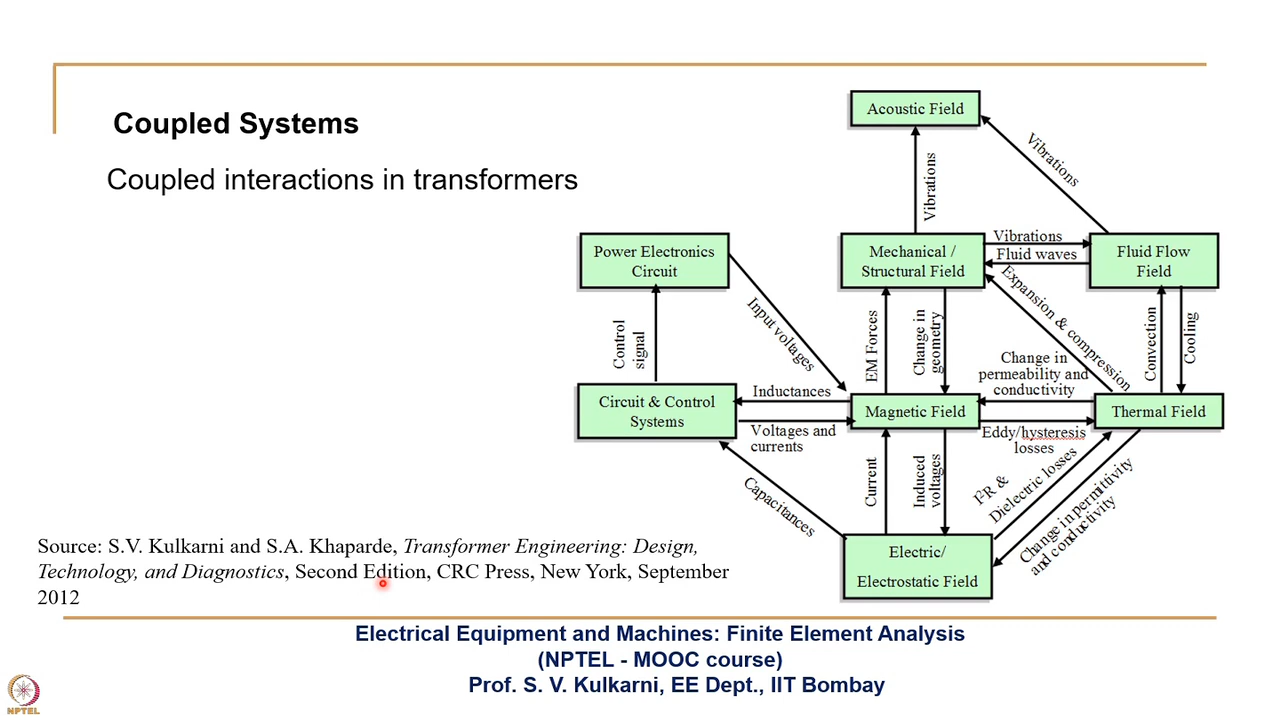 Coupled Systems
Coupled interactions in transformers
Acoustic Field
Vibrations
Vibrations
Power Electronics
Circuit
Mechanical /
Structural Field
Vibrations
Fluid waves
Fluid Flow
Field
Control
signal
Input voltages
EM Forces
Change in
geometry
Expansion & compression
Convection
Cooling
Change in
permeability and
conductivity
Circuit & Control
Systems
Inductances
Voltages and
currents
Magnetic Field
Eddy/hysteresis
losses
Thermal Field
Capacitances
Current
Induced
voltages
I²R &
Dielectric losses
Change in permittivity
and conductivity
Electric/
Electrostatic Field
Source: S.V. Kulkarni and S.A. Khaparde, Transformer Engineering: Design,
Technology, and Diagnostics, Second Edition, CRC Press, New York, September
2012
Electrical Equipment and Machines: Finite Element Analysis
(NPTEL - MOOC course)
Prof. S. V. Kulkarni, EE Dept., IIT Bombay
NPTEL